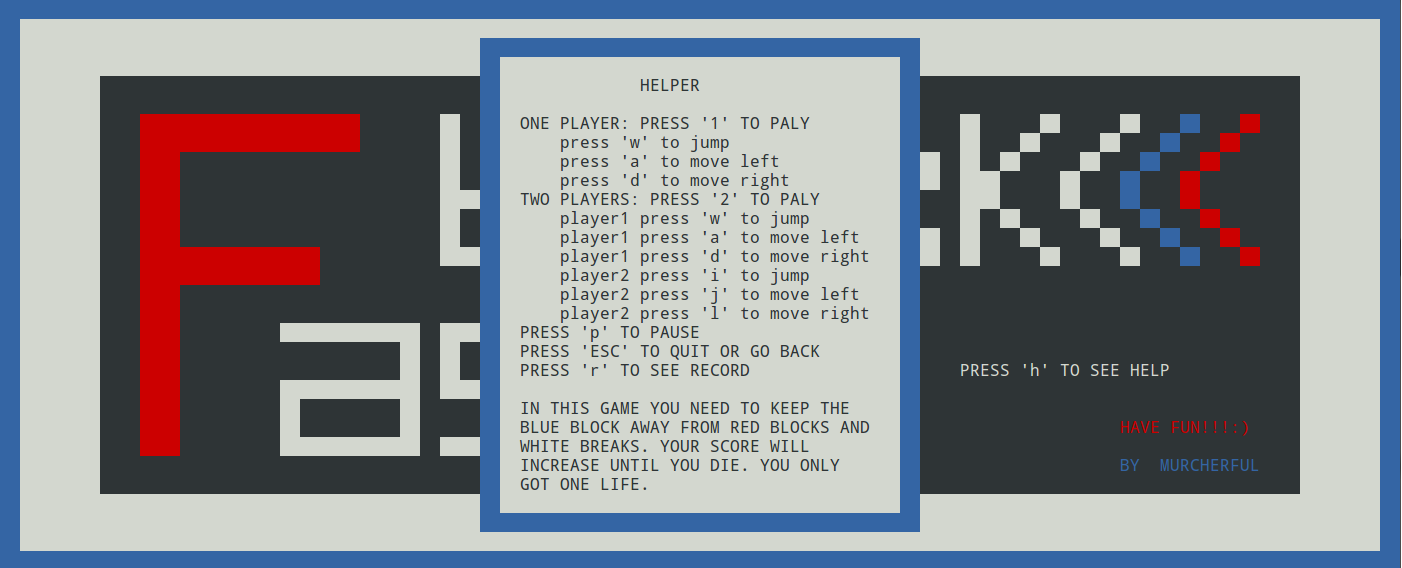 HELPER
ONE PLAYER: PRESS '1' TO PALY
press 'w' to jump
press 'a' to move left
press 'd' to move right
TWO PLAYERS: PRESS '2' TO PALY
player1 press 'w' to jump
player1 press 'a' to move left
player1 press 'd' to move right
player2 press 'i' to jump
player2 press 'j' to move left
player2 press 'l' to move right
PRESS 'p' TO PAUSE
PRESS 'ESC' TO QUIT OR GO BACK
PRESS 'r' TO SEE RECORD
IN THIS GAME YOU NEED TO KEEP THE
BLUE BLOCK AWAY FROM RED BLOCKS AND
WHITE BREAKS. YOUR SCORE WILL
INCREASE UNTIL YOU DIE. YOU ONLY
GOT ONE LIFE.
PRESS 'h' TO SEE HELP
HAVE FUN!!!:)
BY MURCHERFUL